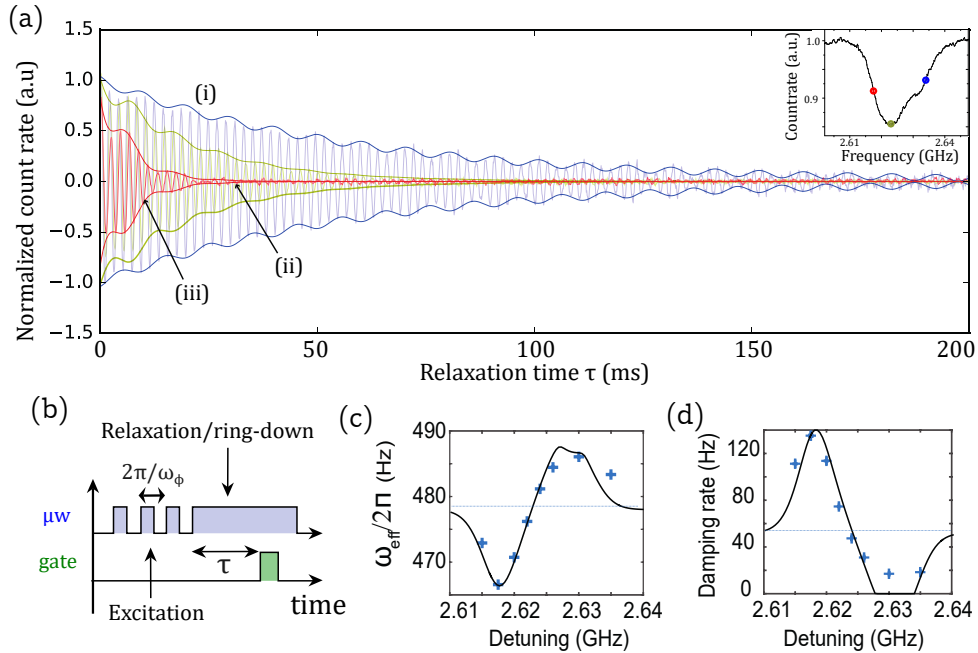 (a)
Normalized count rate (a.u)
1.5
1.0
0.5
0.0
−0.5
−1.0
−1.5
0
50
100
150
200
Relaxation time τ (ms)
(i)
(ii)
(iii)
Countrate (a.u.)
1.0
0.9
2.61
2.64
Frequency (GHz)
(b)
Relaxation/ring-down
2π/ωϕ
μw
gate
τ
time
Excitation
(c)
ω_eff/2Π (Hz)
490
480
470
2.61
2.62
2.63
2.64
Detuning (GHz)
(d)
Damping rate (Hz)
120
80
40
0
2.61
2.62
2.63
2.64
Detuning (GHz)